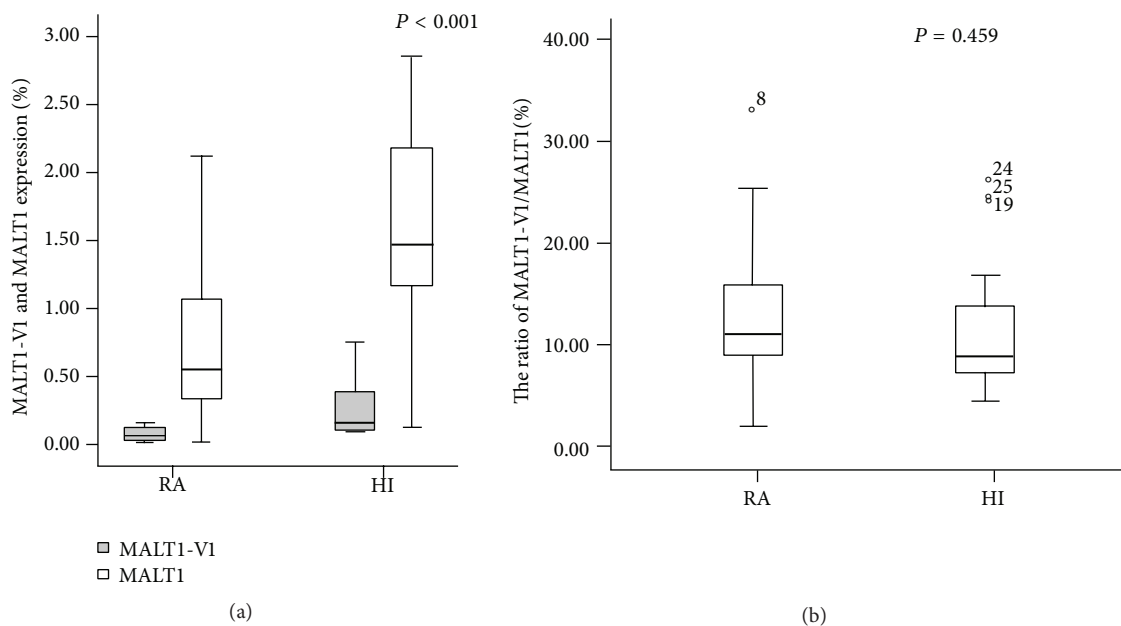 P < 0.001
3.00
2.50
2.00
1.50
1.00
0.50
0.00
MALT1-V1 and MALT1 expression (%)
RA HI
MALT1-V1
MALT1
(a)
P = 0.459
40.00
30.00
20.00
10.00
0.00
The ratio of MALT1-V1/MALT1(%)
8
24
25
19
RA HI
(b)